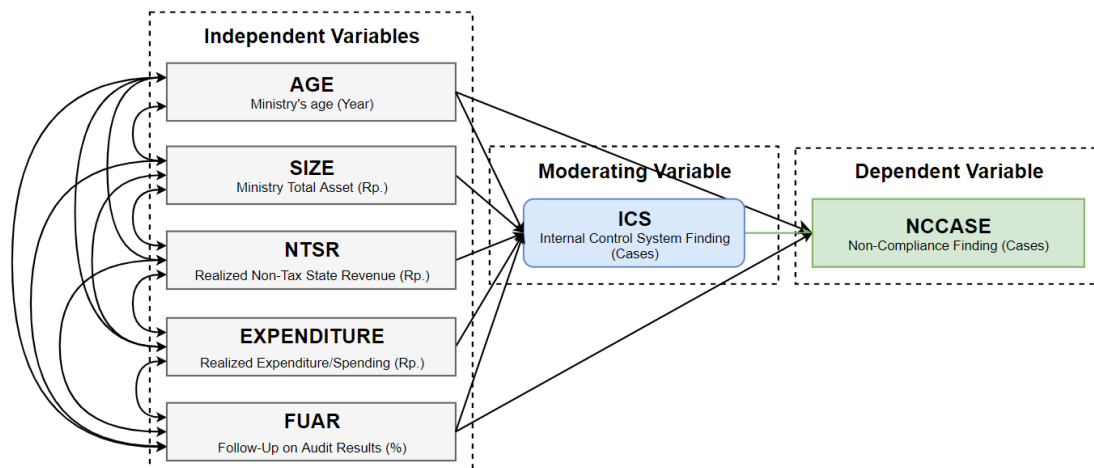 Independent Variables
AGE
Ministry's age (Year)
SIZE
Ministry Total Asset (Rp.)
NTSR
Realized Non-Tax State Revenue (Rp.)
EXPENDITURE
Realized Expenditure/Spending (Rp.)
FUAR
Follow-Up on Audit Results (%)
Moderating Variable
ICS
Internal Control System Finding
(Cases)
Dependent Variable
NCCASE
Non-Compliance Finding (Cases)